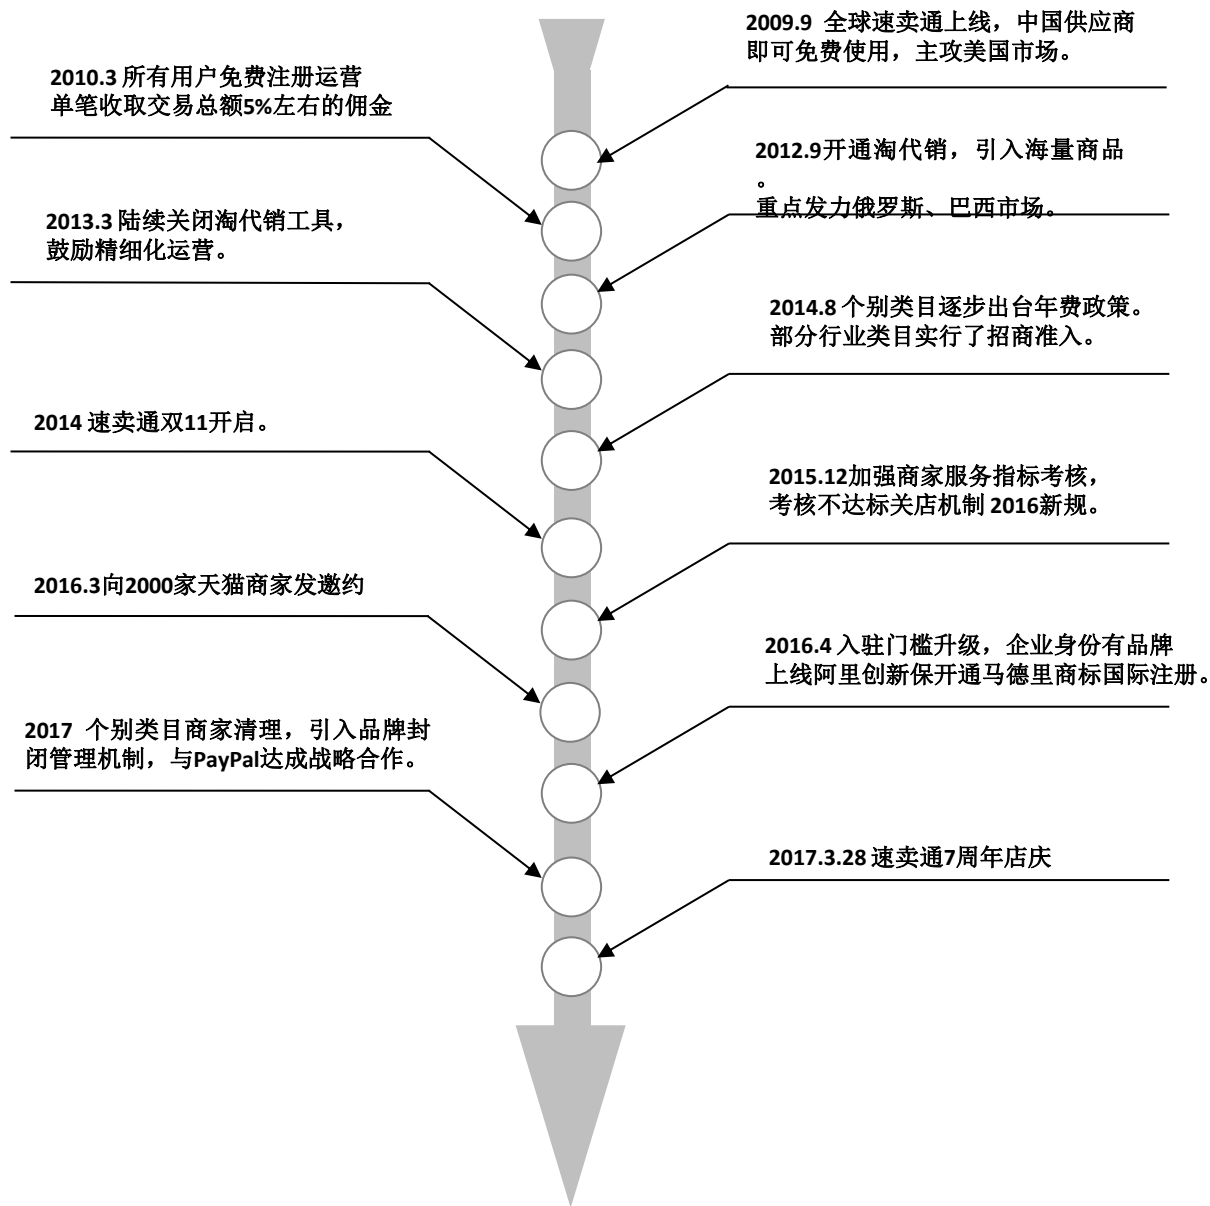 2009.9 全球速卖通上线，中国供应商
即可免费使用，主攻美国市场。
2010.3 所有用户免费注册运营
单笔收取交易总额5%左右的佣金
2012.9开通淘代销，引入海量商品
。
重点发力俄罗斯、巴西市场。
2013.3 陆续关闭淘代销工具，
鼓励精细化运营。
2014.8 个别类目逐步出台年费政策。
部分行业类目实行了招商准入。
2014 速卖通双11开启。
2015.12加强商家服务指标考核，
考核不达标关店机制 2016新规。
2016.3向2000家天猫商家发邀约
2016.4 入驻门槛升级，企业身份有品牌
上线阿里创新保开通马德里商标国际注册。
2017 个别类目商家清理，引入品牌封
闭管理机制，与PayPal达成战略合作。
2017.3.28 速卖通7周年店庆